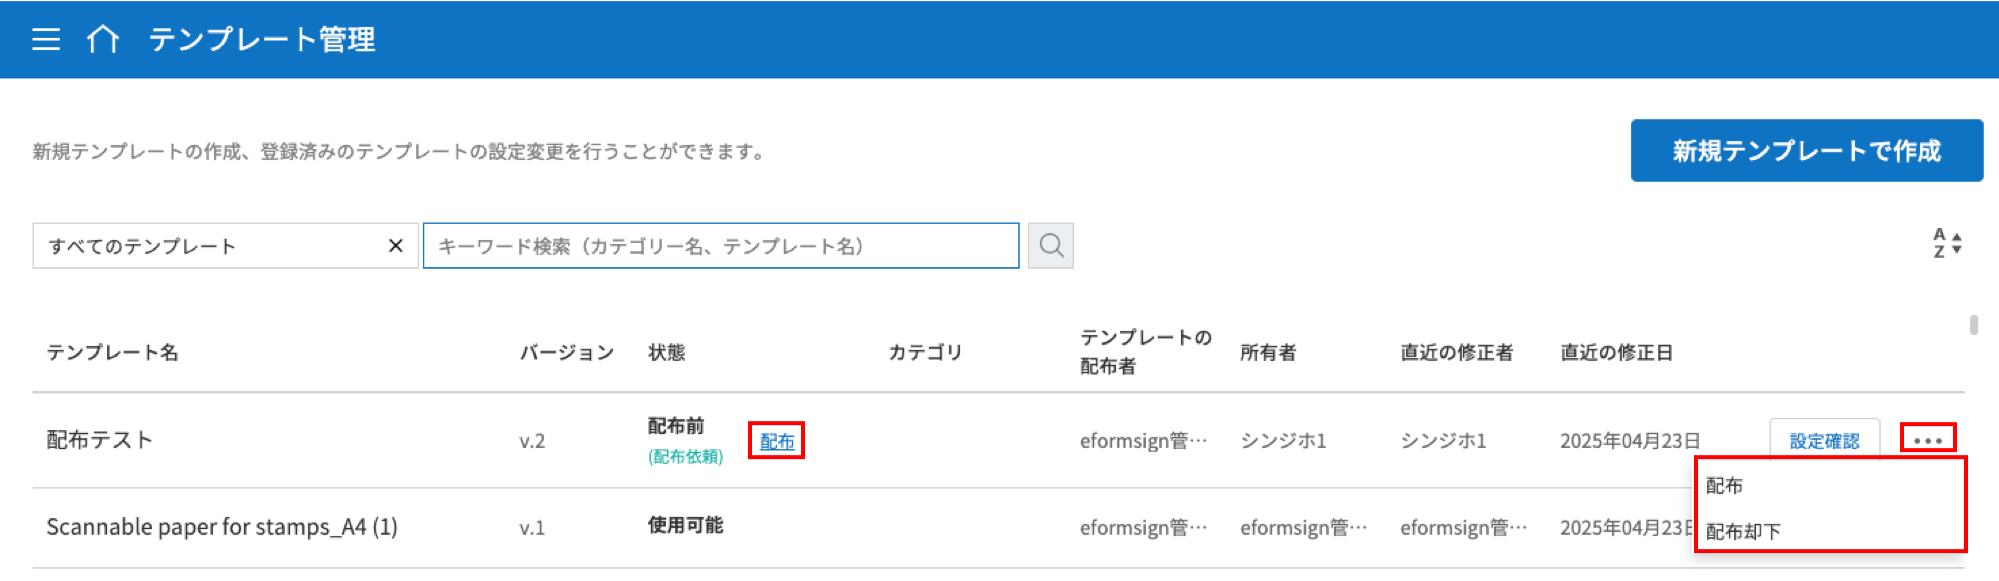 テンプレート管理
新規テンプレートの作成、登録済みのテンプレートの設定変更を行うことができます。
新規テンプレートで作成
すべてのテンプレート ×
キーワード検索（カテゴリー名、テンプレート名）
A
Z
テンプレート名 バージョン 状態 カテゴリ テンプレートの配布者 所有者 直近の修正者 直近の修正日
配布テスト v.2 配布前 (配布依頼) 配布 eformsign管… シンジホ1 シンジホ1 2025年04月23日 設定確認 •••
配布
配布却下
Scannable paper for stamps_A4 (1) v.1 使用可能 eformsign管… eformsign管… eformsign管… 2025年04月23